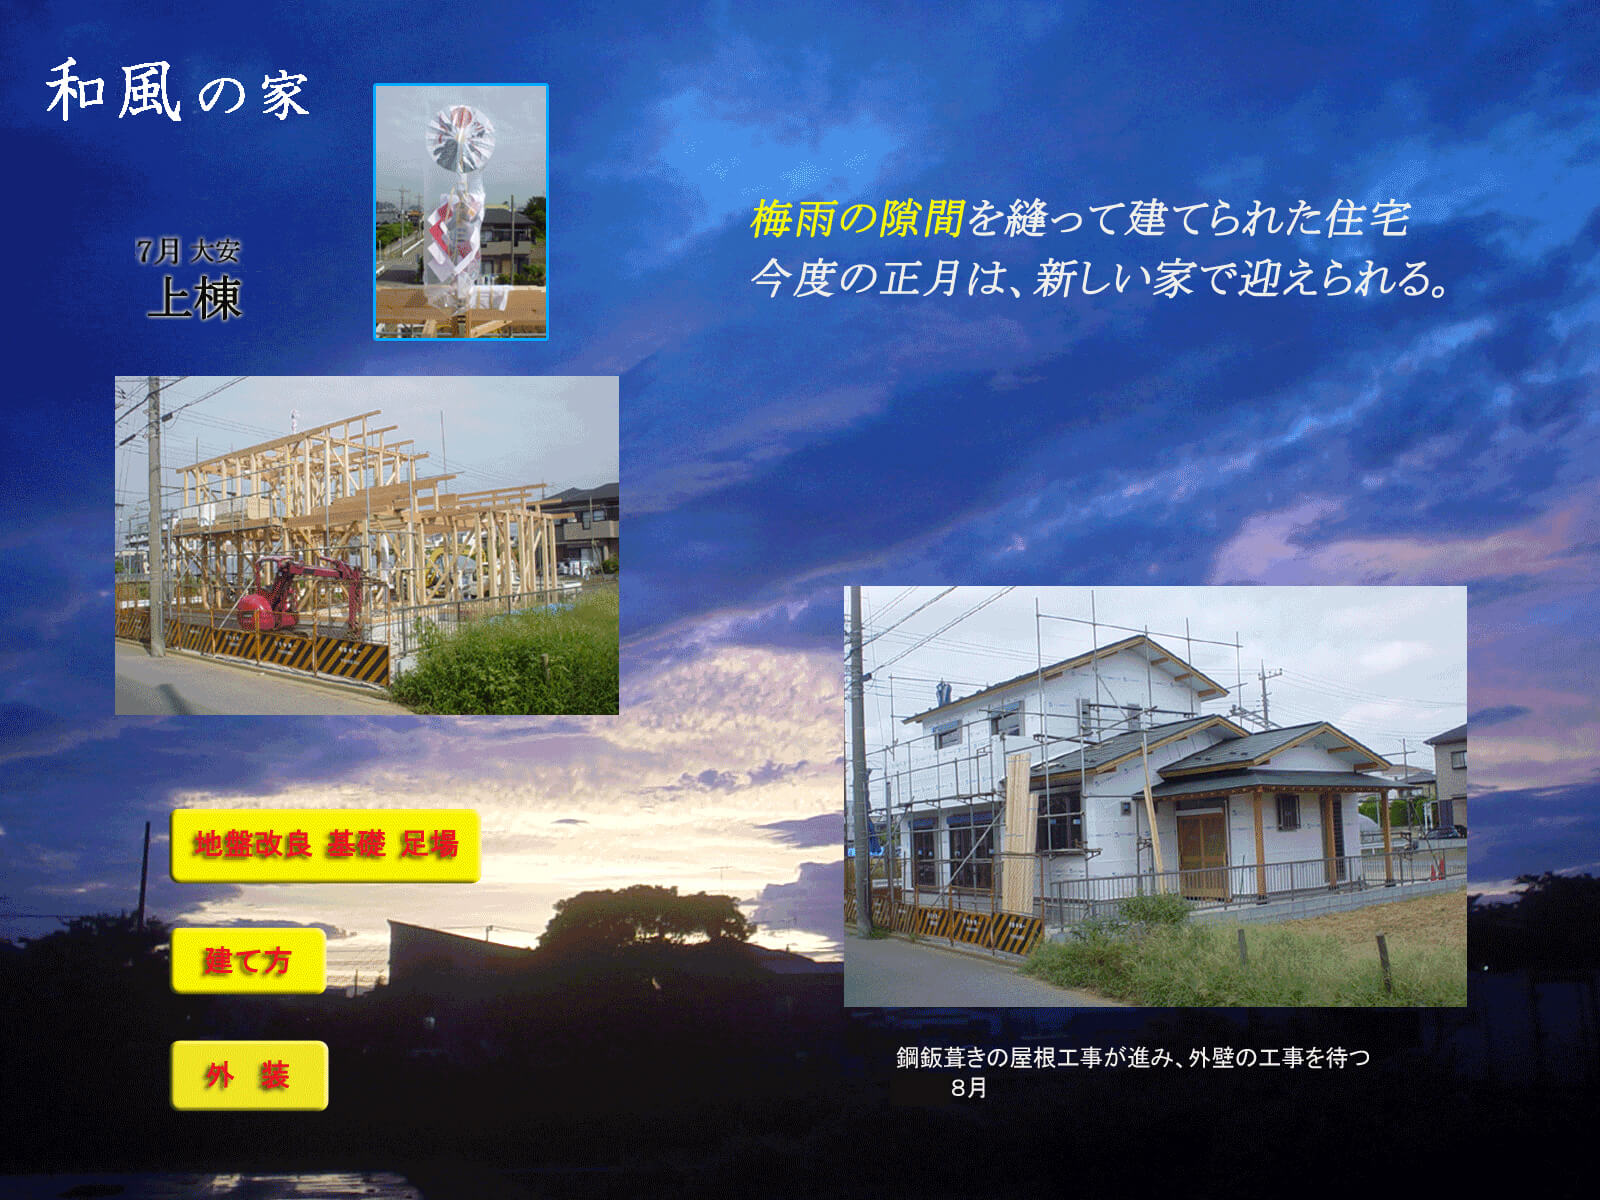 和風の家
7月 大安
上棟
梅雨の隙間を縫って建てられた住宅
今度の正月は、新しい家で迎えられる。
地盤改良 基礎 足場
建て方
外 装
鋼鈑葺きの屋根工事が進み、外壁の工事を待つ
8月